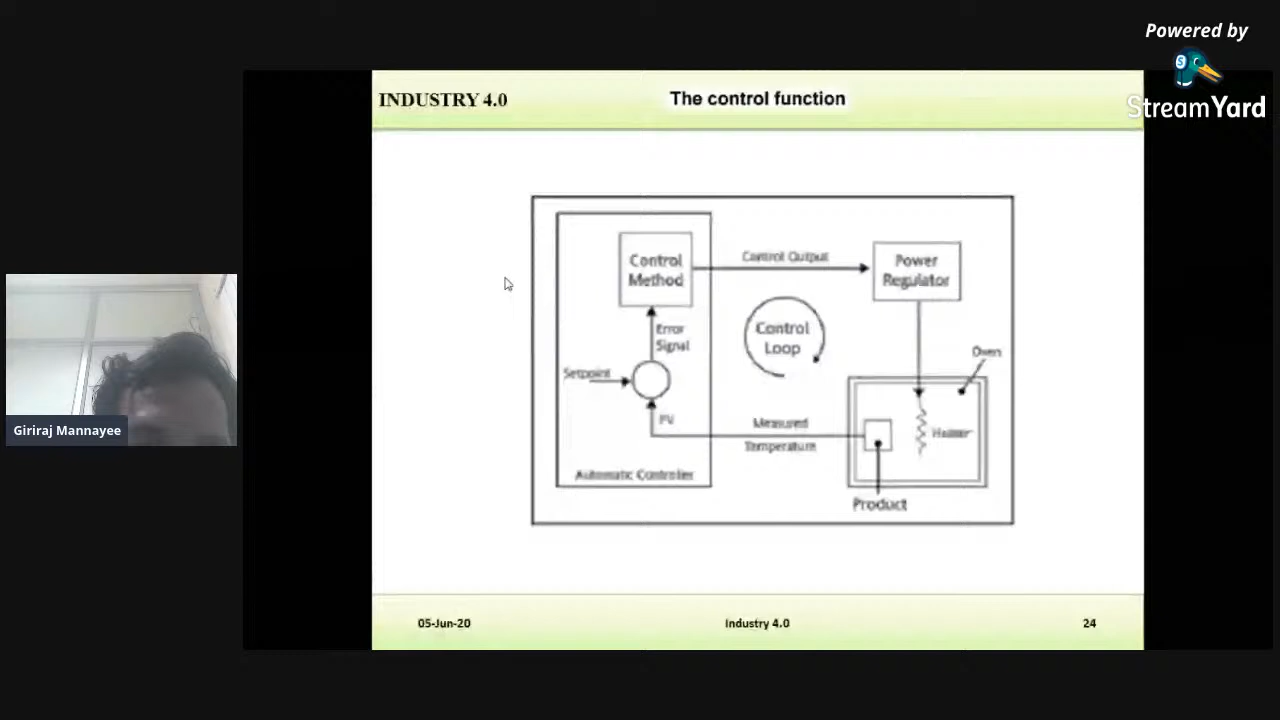 Powered by
StreamYard
INDUSTRY 4.0
The control function
Control
Method
Control Output
Power
Regulator
Error
Signal
Control
Loop
Setpoint
Oven
PV
Measured
Temperature
Heater
Automatic Controller
Product
Giriraj Mannayee
05-Jun-20
Industry 4.0
24